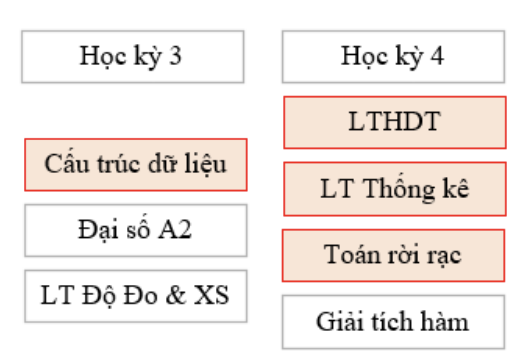 Học kỳ 3
Cấu trúc dữ liệu
Đại số A2
LT Độ Đo & XS
Học kỳ 4
LTHDT
LT Thống kê
Toán rời rạc
Giải tích hàm